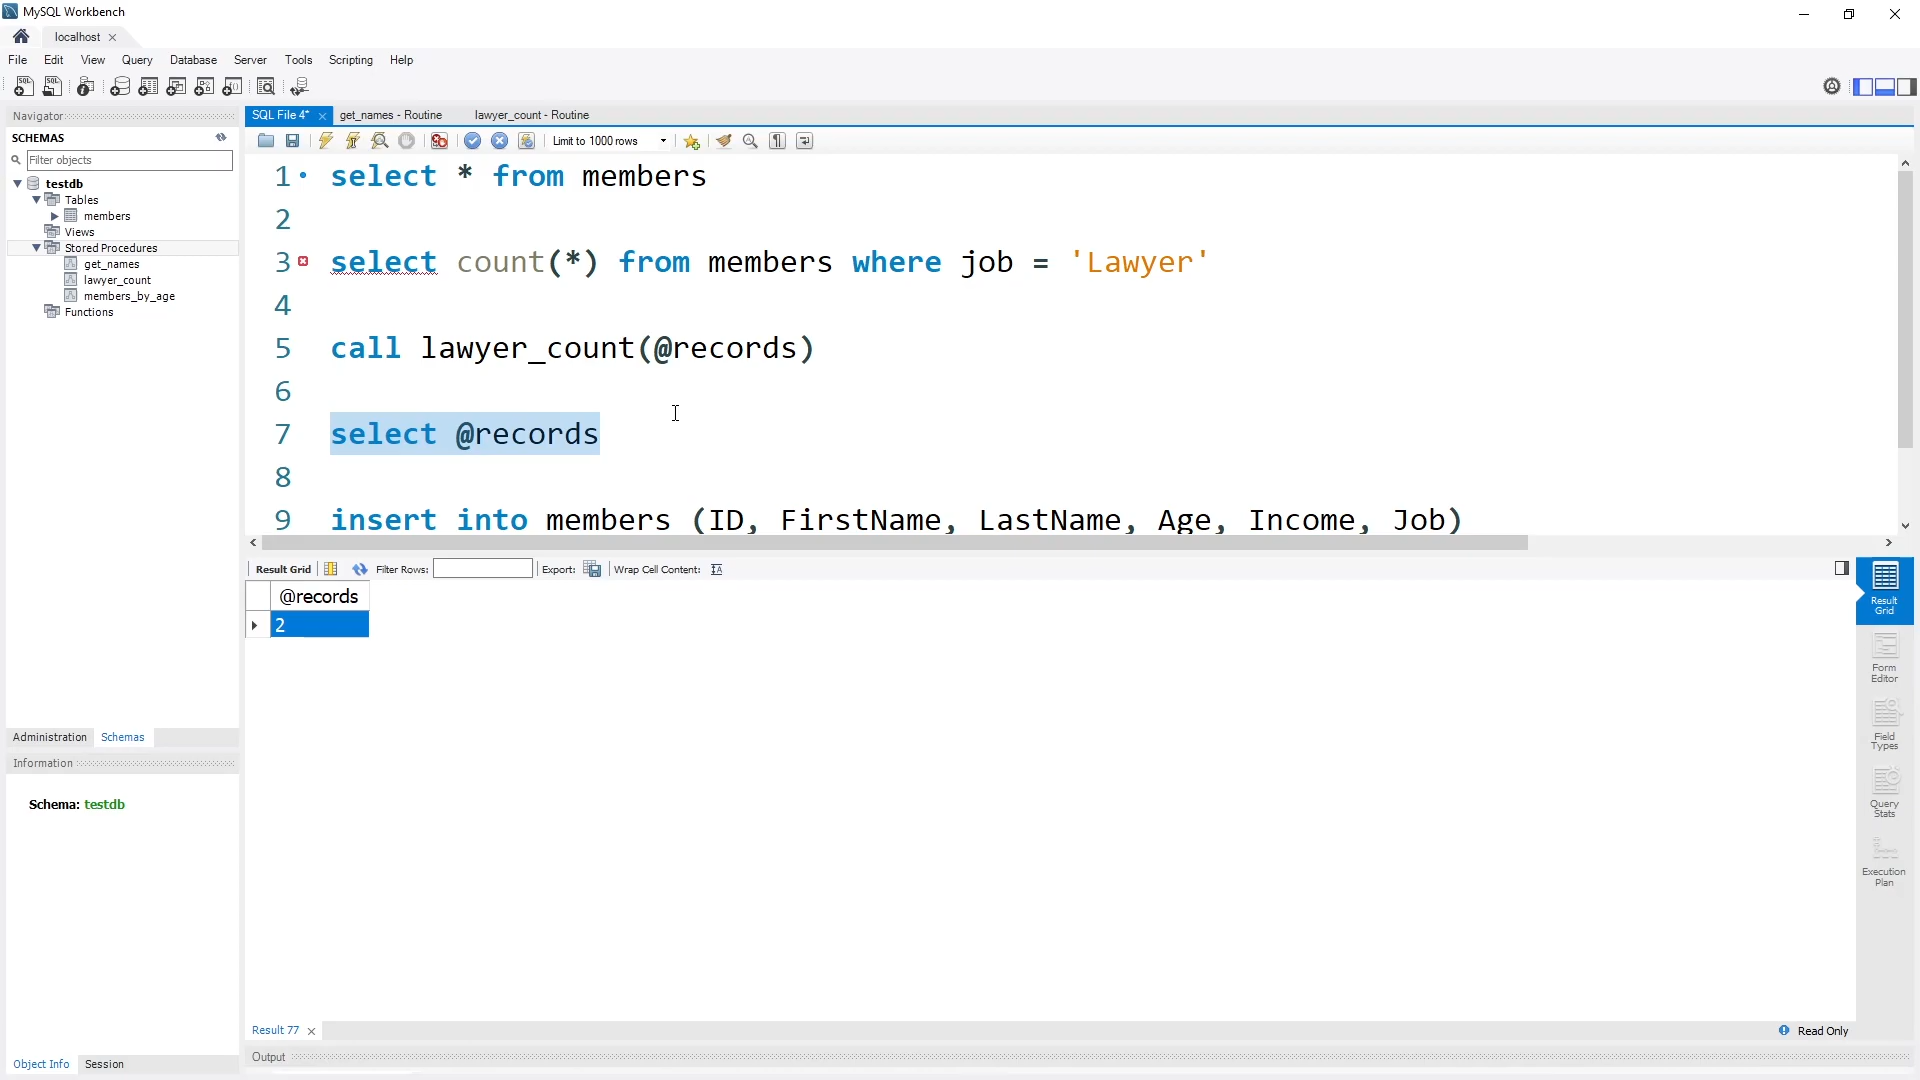 MySQL Workbench
localhost
File Edit View Query Database Server Tools Scripting Help
Navigator
SCHEMAS
Filter objects
testdb
Tables
members
Views
Stored Procedures
get_names
lawyer_count
members_by_age
Functions
Administration Schemas
Information
Schema: testdb
Object Info Session
SQL File 4* get_names - Routine lawyer_count - Routine
Limit to 1000 rows
1 select * from members
2
3 select count(*) from members where job = 'Lawyer'
4
5 call lawyer_count(@records)
6
7 select @records
8
9 insert into members (ID, FirstName, LastName, Age, Income, Job)
Result Grid Filter Rows: Export: Wrap Cell Content:
@records
2
Result Grid
Form Editor
Field Types
Query Stats
Execution Plan
Result 77
Read Only
Output